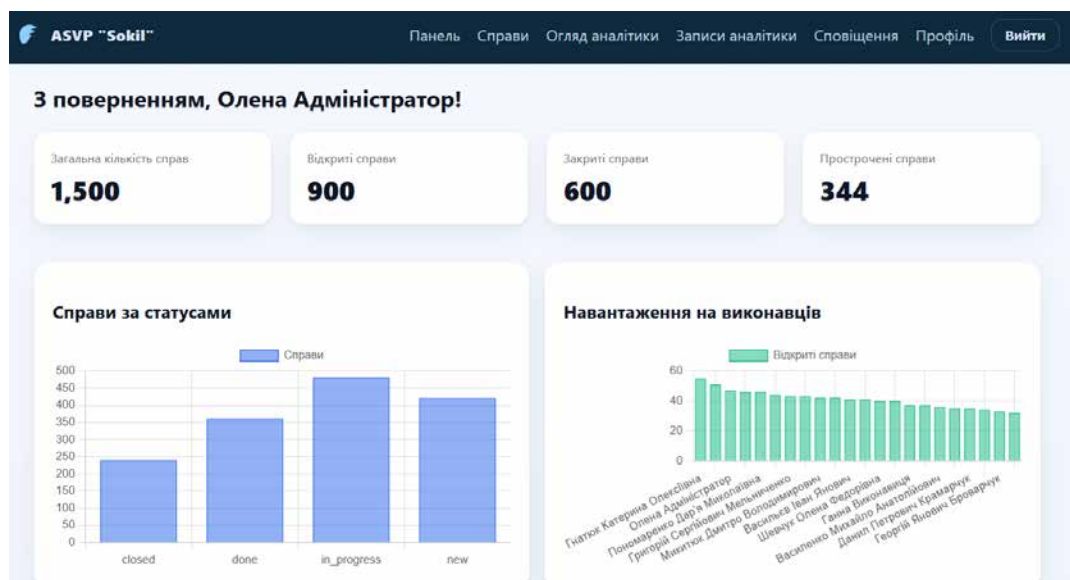 ASVP "Sokil"
Панель Справи Огляд аналітики Записи аналітики Сповіщення Профіль Вийти
З поверненням, Олена Адміністратор!
Загальна кількість справ
1,500
Відкриті справи
900
Закриті справи
600
Прострочені справи
344
Справи за статусами
Справи
500
450
400
350
300
250
200
150
100
50
0
closed done in_progress new
Навантаження на виконавців
Відкриті справи
60
40
20
0
Гнатюк Катерина Олексіївна
Олена Адміністратор
Пономаренко Дар'я Миколаївна
Григорій Сергійович Мельниченко
Микитюк Дмитро Володимирович
Васильєв Іван Янович
Шевчук Олена Федорівна
Ганна Виконавиця
Василенко Михайло Анатолійович
Данил Петрович Крамарчук
Георгій Янович Броварчук